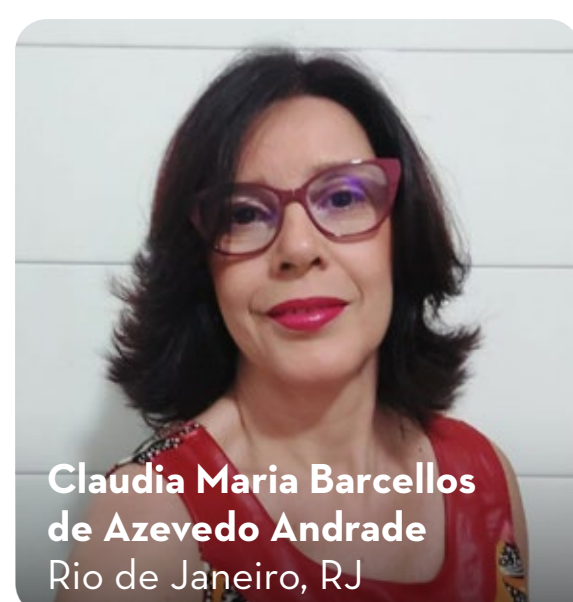 Claudia Maria Barcellos
de Azevedo Andrade
Rio de Janeiro, RJ